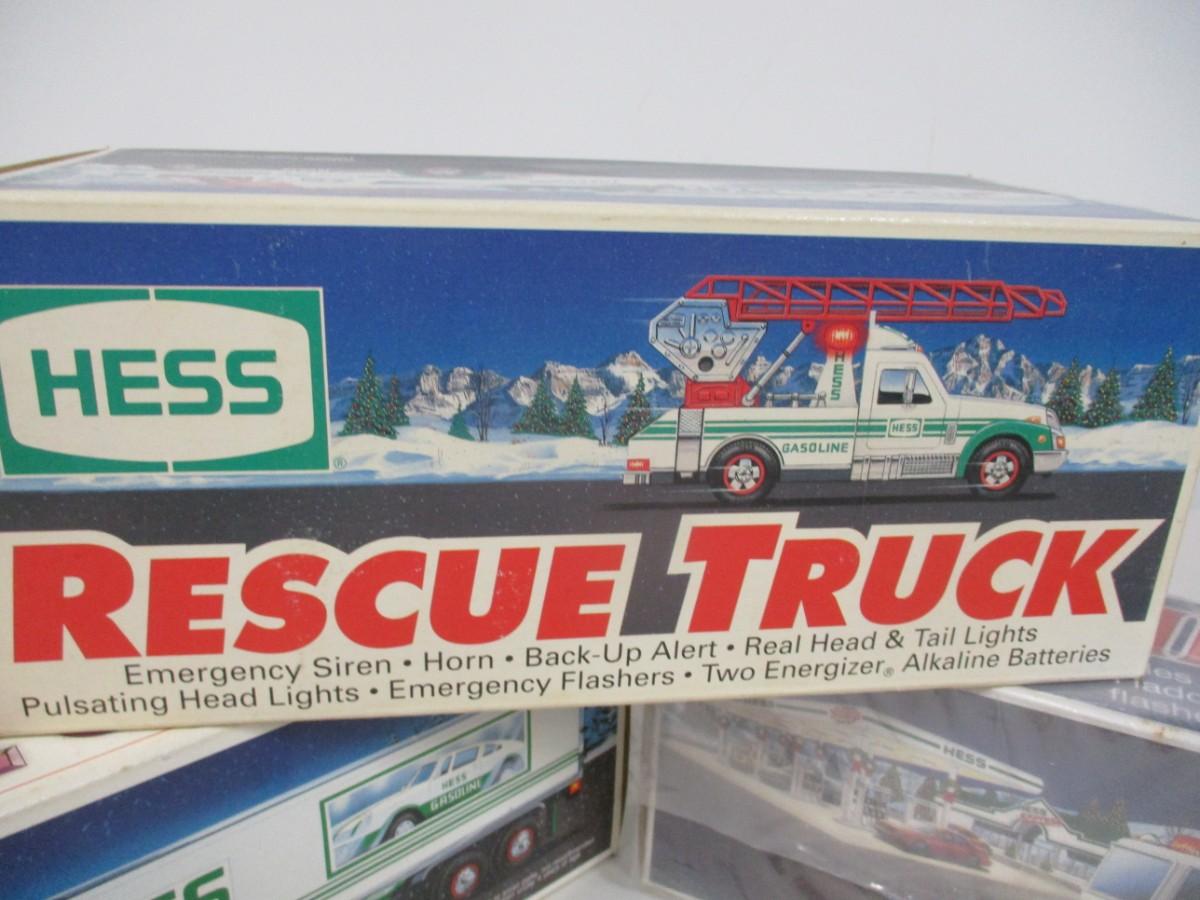 HESS
®
HESS
HESS
GASOLINE
RESCUE TRUCK
Emergency Siren • Horn • Back-Up Alert • Real Head & Tail Lights
Pulsating Head Lights • Emergency Flashers • Two Energizer® Alkaline Batteries
HESS
GASOLINE
HESS